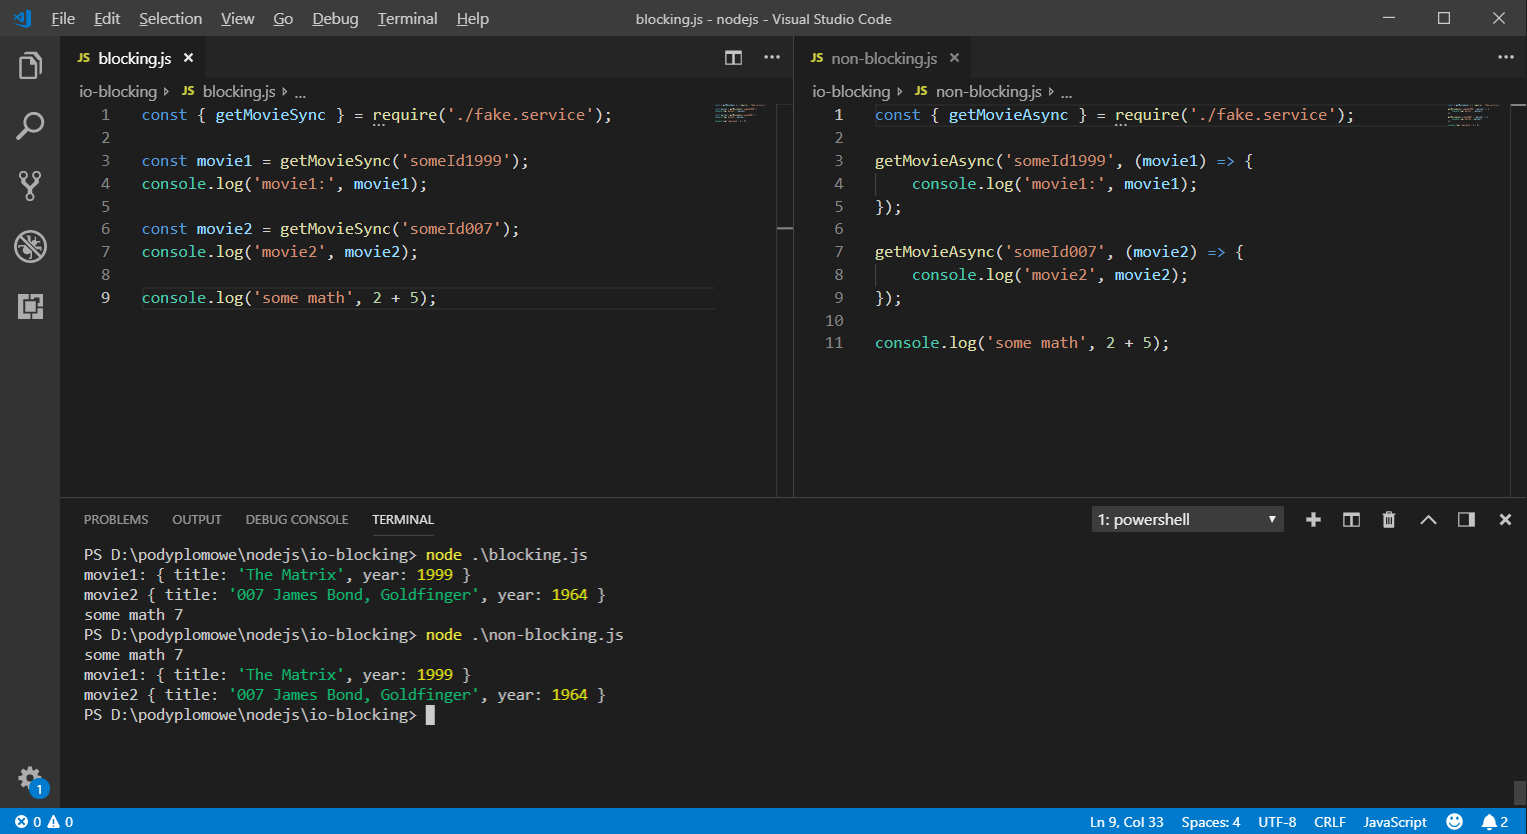 File Edit Selection View Go Debug Terminal Help
blocking.js - nodejs - Visual Studio Code
JS blocking.js
io-blocking JS blocking.js ...
1 const { getMovieSync } = require('./fake.service');
2
3 const movie1 = getMovieSync('someId1999');
4 console.log('movie1:', movie1);
5
6 const movie2 = getMovieSync('someId007');
7 console.log('movie2', movie2);
8
9 console.log('some math', 2 + 5);
JS non-blocking.js
io-blocking JS non-blocking.js ...
1 const { getMovieAsync } = require('./fake.service');
2
3 getMovieAsync('someId1999', (movie1) => {
4 console.log('movie1:', movie1);
5 });
6
7 getMovieAsync('someId007', (movie2) => {
8 console.log('movie2', movie2);
9 });
10
11 console.log('some math', 2 + 5);
PROBLEMS OUTPUT DEBUG CONSOLE TERMINAL
1: powershell
PS D:\podyplomowe\nodejs\io-blocking> node .\blocking.js
movie1: { title: 'The Matrix', year: 1999 }
movie2 { title: '007 James Bond, Goldfinger', year: 1964 }
some math 7
PS D:\podyplomowe\nodejs\io-blocking> node .\non-blocking.js
some math 7
movie1: { title: 'The Matrix', year: 1999 }
movie2 { title: '007 James Bond, Goldfinger', year: 1964 }
PS D:\podyplomowe\nodejs\io-blocking>
1
0 0
Ln 9, Col 33 Spaces: 4 UTF-8 CRLF JavaScript 2